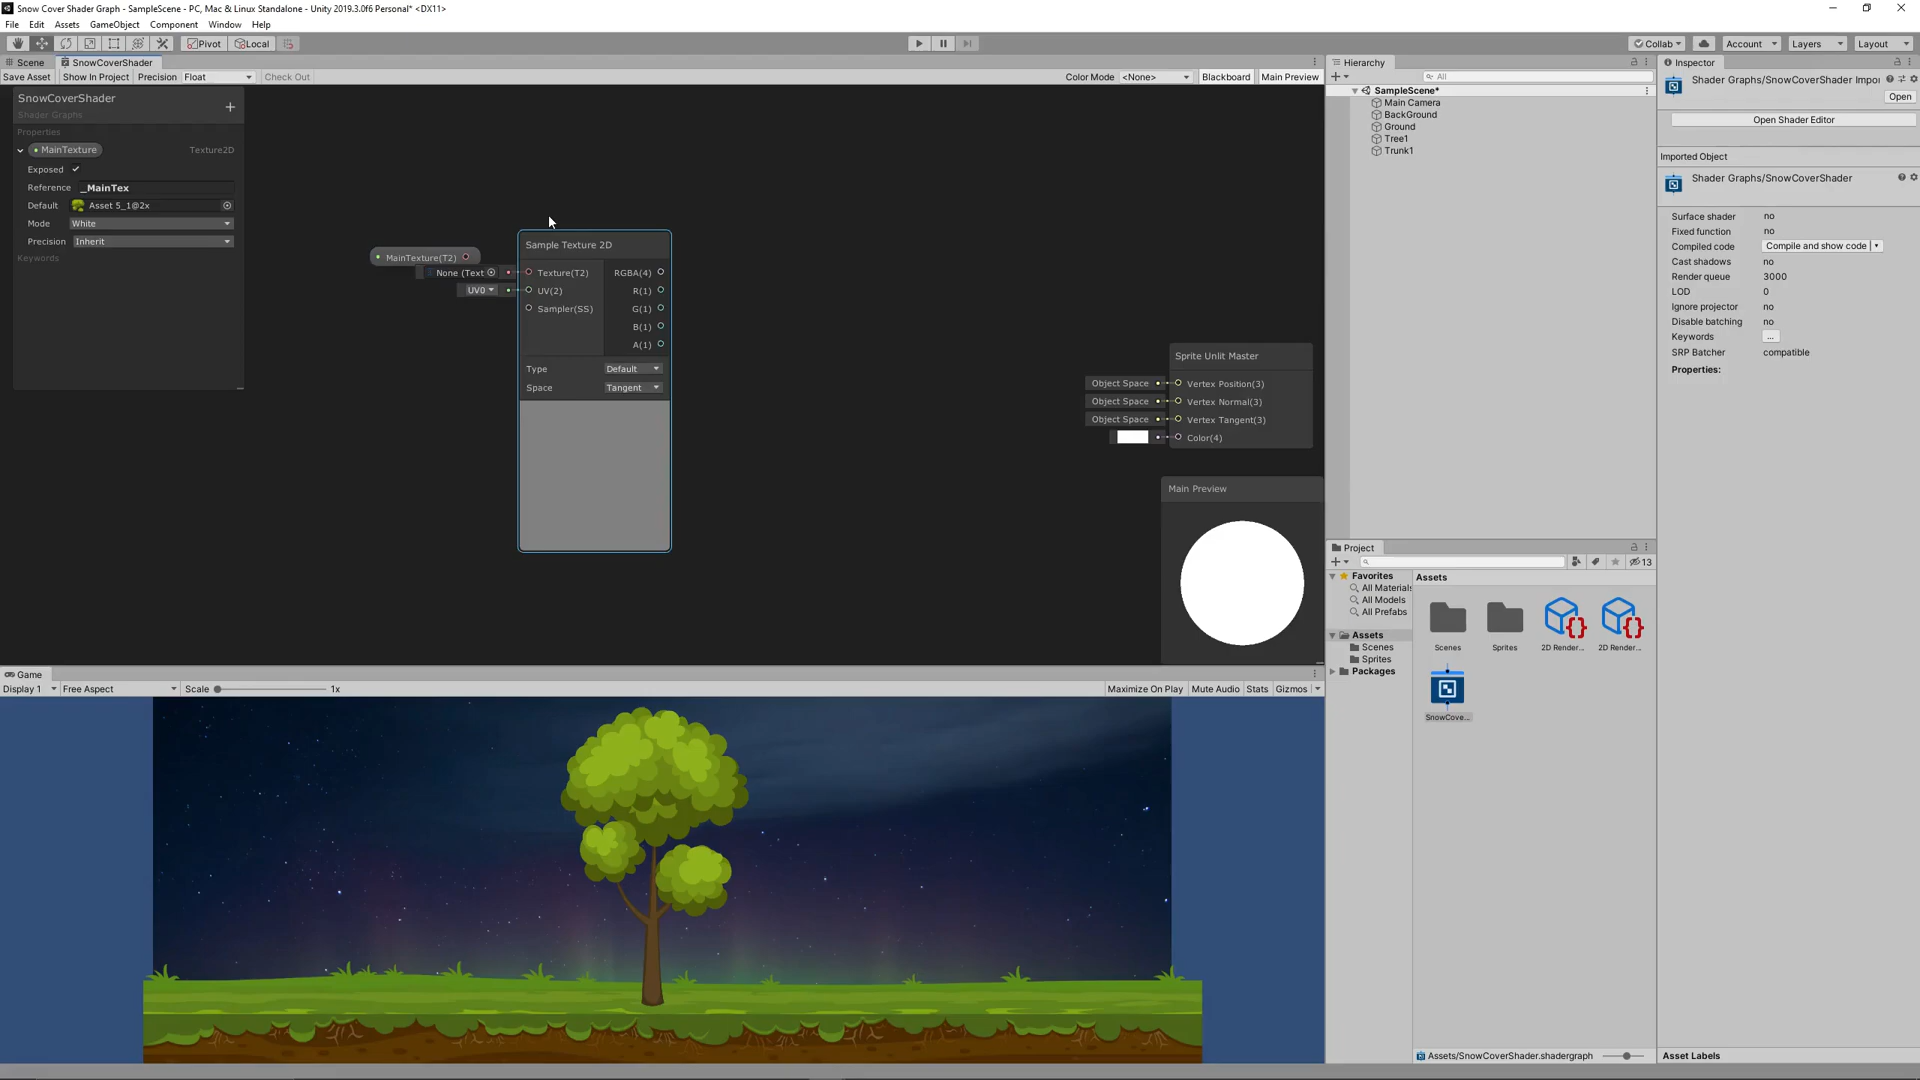 Snow Cover Shader Graph - SampleScene - PC, Mac & Linux Standalone - Unity 2019.3.0f6 Personal* <DX11>
File Edit Assets GameObject Component Window Help
Pivot Local Collab Account Layers Layout
Scene SnowCoverShader
Save Asset Show In Project Precision Float Check Out Color Mode <None> Blackboard Main Preview
SnowCoverShader
Shader Graphs
Properties
MainTexture Texture2D
Exposed
Reference _MainTex
Default Asset 5_1@2x
Mode White
Precision Inherit
Keywords
MainTexture(T2)
Sample Texture 2D
None (Text Texture(T2) RGBA(4)
UV0 UV(2) R(1)
Sampler(SS) G(1)
B(1)
A(1)
Type Default
Space Tangent
Sprite Unlit Master
Object Space Vertex Position(3)
Object Space Vertex Normal(3)
Object Space Vertex Tangent(3)
Color(4)
Main Preview
Game
Display 1 Free Aspect Scale 1x Maximize On Play Mute Audio Stats Gizmos
Hierarchy
All
SampleScene*
Main Camera
BackGround
Ground
Tree1
Trunk1
Project
13
Favorites
All Materials
All Models
All Prefabs
Assets
Scenes
Sprites
Packages
Assets
Scenes Sprites 2D Render... 2D Render...
SnowCove...
Assets/SnowCoverShader.shadergraph
Inspector
Shader Graphs/SnowCoverShader Impor
Open
Open Shader Editor
Imported Object
Shader Graphs/SnowCoverShader
Surface shader no
Fixed function no
Compiled code Compile and show code
Cast shadows no
Render queue 3000
LOD 0
Ignore projector no
Disable batching no
Keywords ...
SRP Batcher compatible
Properties:
Asset Labels